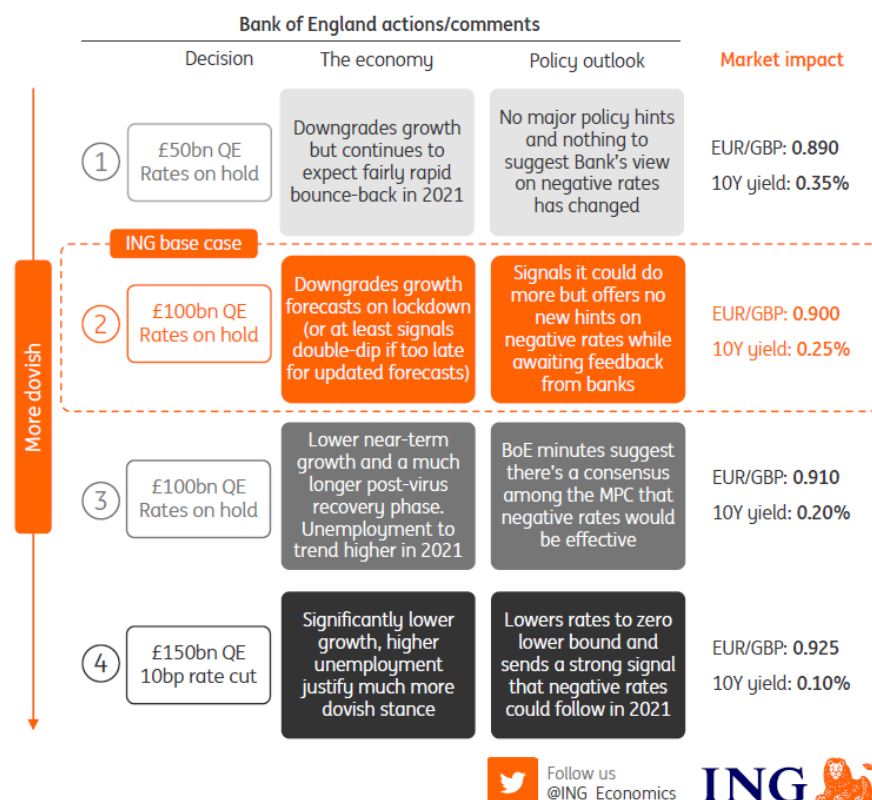 Bank of England actions/comments
Decision
The economy
Policy outlook
Market impact
More dovish
1
£50bn QE
Rates on hold
Downgrades growth
but continues to
expect fairly rapid
bounce-back in 2021
No major policy hints
and nothing to
suggest Bank's view
on negative rates
has changed
EUR/GBP: 0.890
10Y yield: 0.35%
ING base case
2
£100bn QE
Rates on hold
Downgrades growth
forecasts on lockdown
(or at least signals
double-dip if too late
for updated forecasts)
Signals it could do
more but offers no
new hints on
negative rates while
awaiting feedback
from banks
EUR/GBP: 0.900
10Y yield: 0.25%
3
£100bn QE
Rates on hold
Lower near-term
growth and a much
longer post-virus
recovery phase.
Unemployment to
trend higher in 2021
BoE minutes suggest
there's a consensus
among the MPC that
negative rates would
be effective
EUR/GBP: 0.910
10Y yield: 0.20%
4
£150bn QE
10bp rate cut
Significantly lower
growth, higher
unemployment
justify much more
dovish stance
Lowers rates to zero
lower bound and
sends a strong signal
that negative rates
could follow in 2021
EUR/GBP: 0.925
10Y yield: 0.10%
Follow us
@ING_Economics
ING